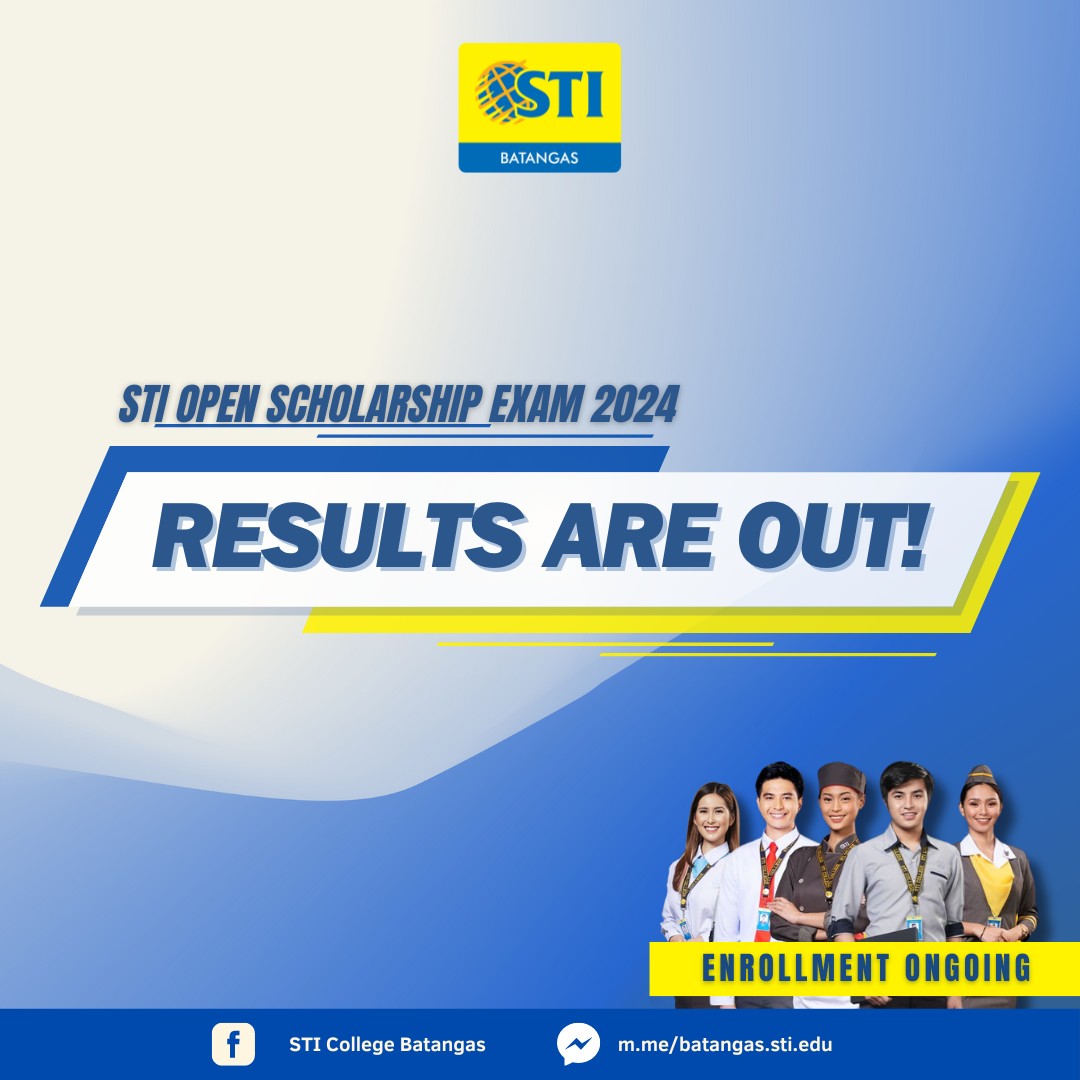 STI
BATANGAS
STI OPEN SCHOLARSHIP EXAM 2024
RESULTS ARE OUT!
ENROLLMENT ONGOING
STI College Batangas
m.me/batangas.sti.edu